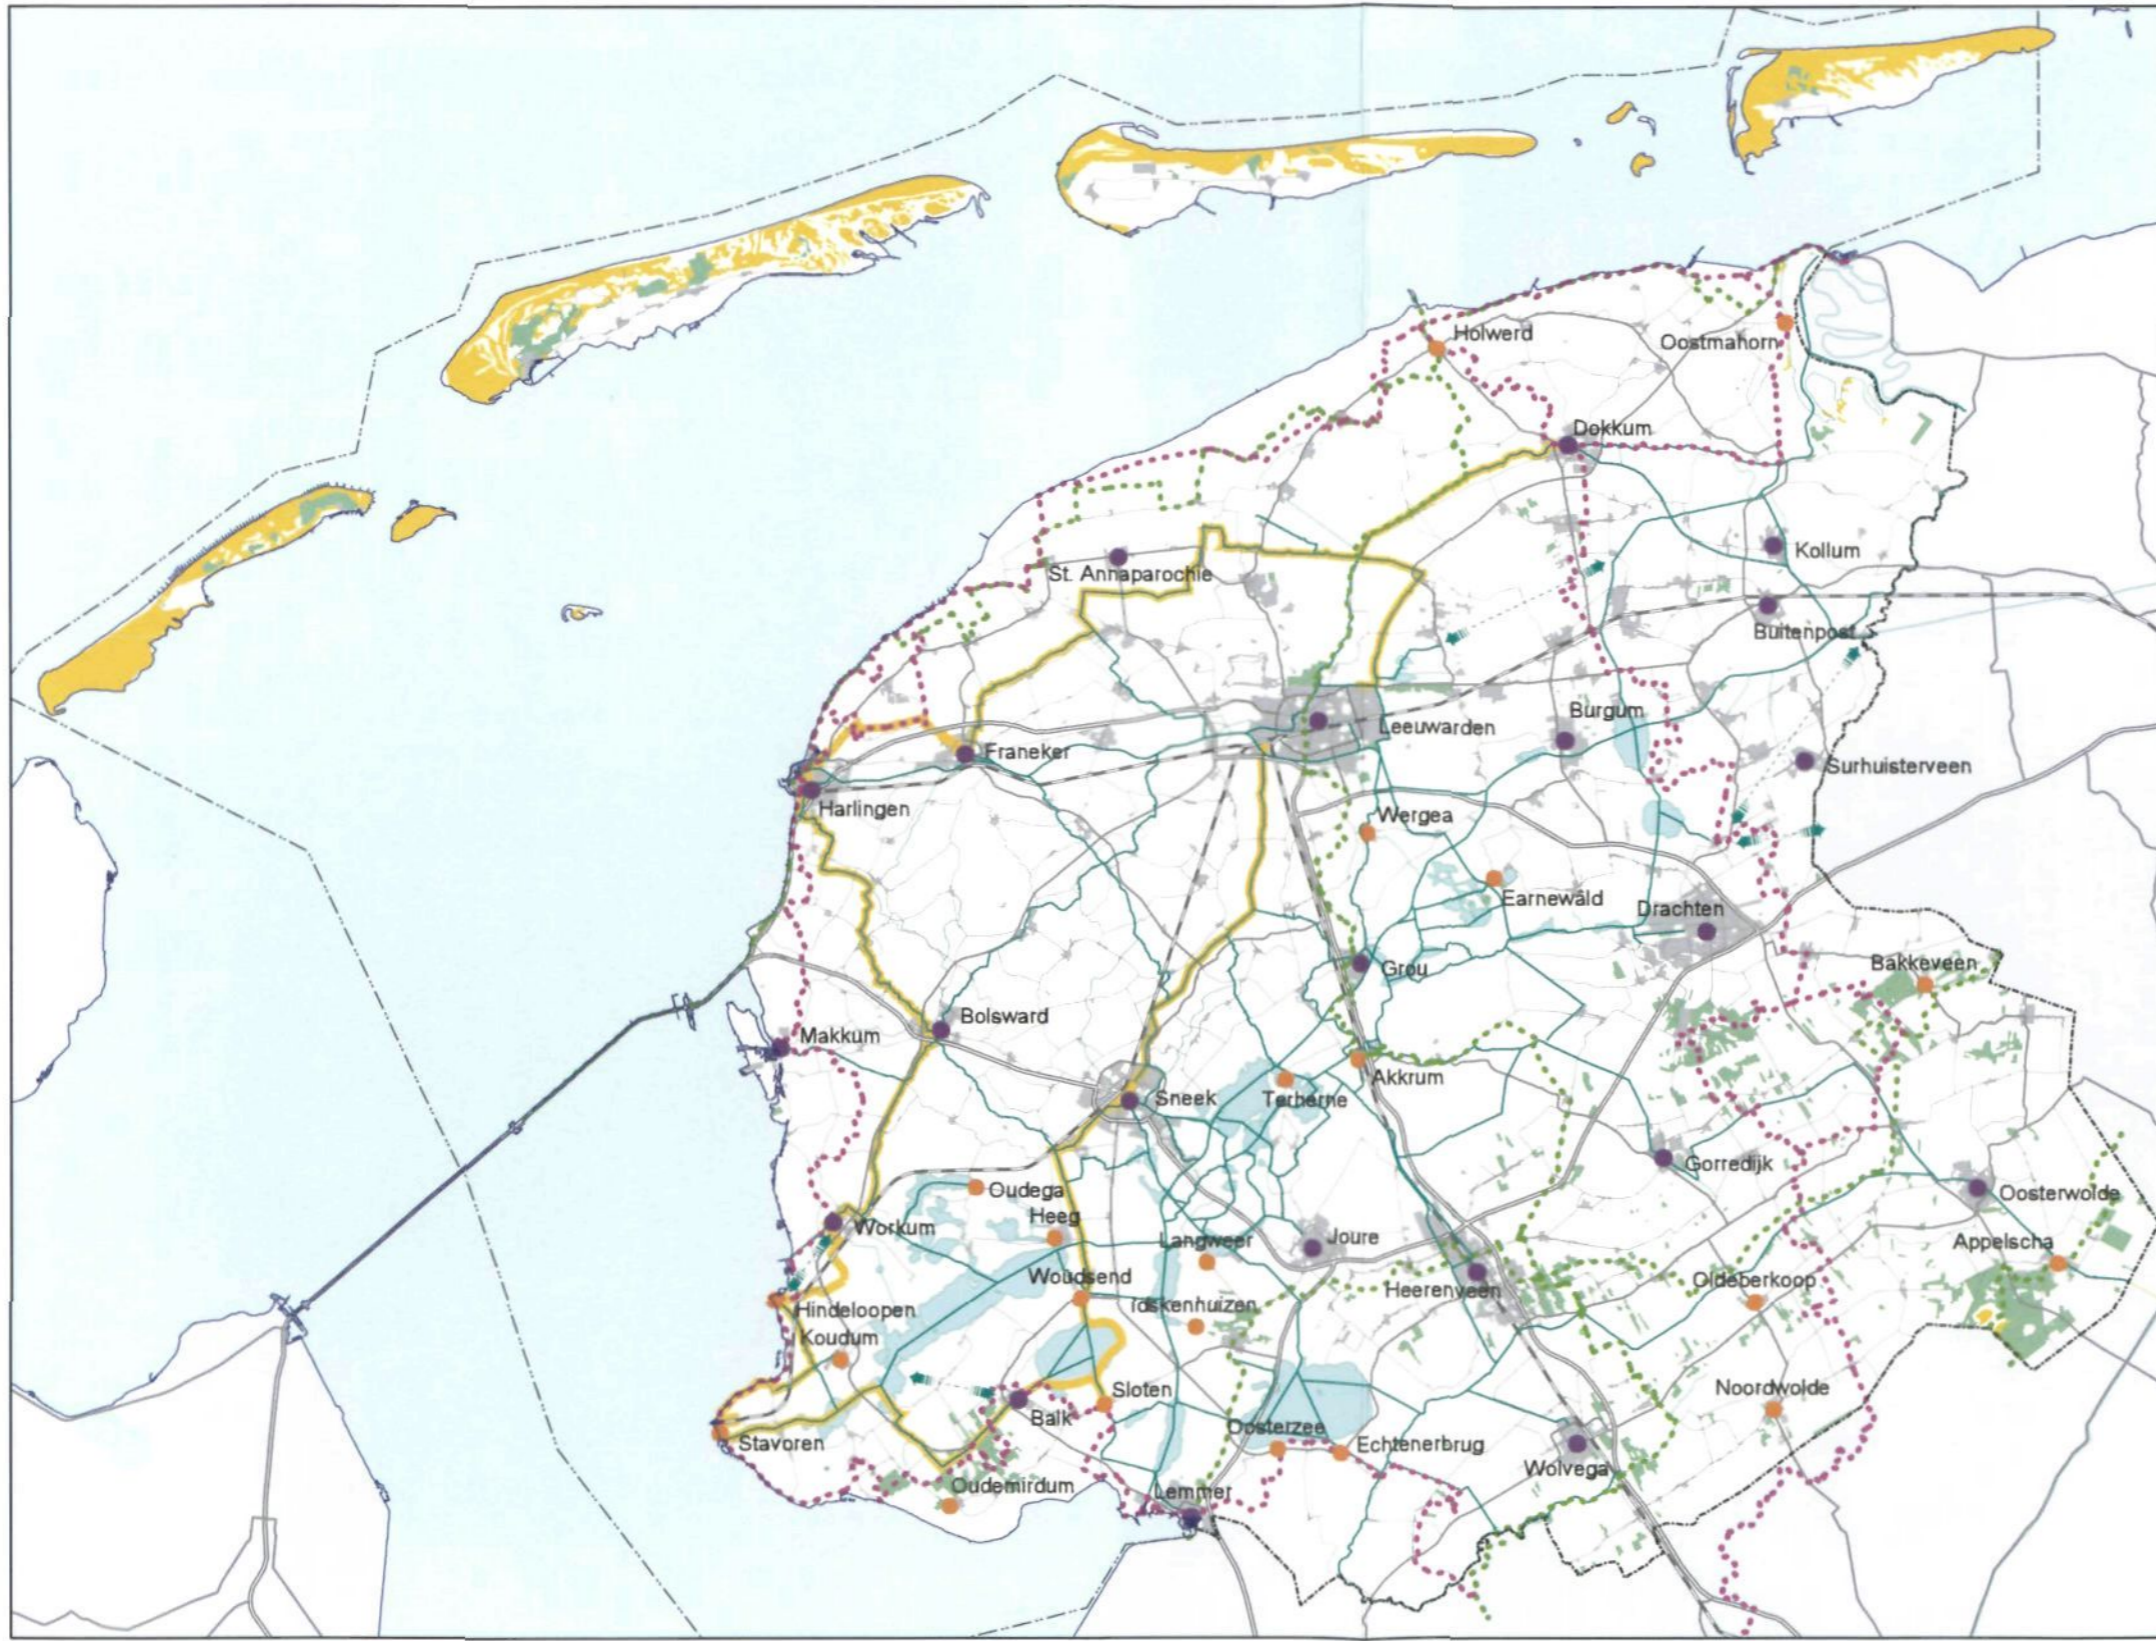 Holwerd
Oostmahorn
Dokkum
Kollum
St. Annaparochie
Buitenpost
Burgum
Leeuwarden
Franeker
Surhuisterveen
Harlingen
Wergea
Earnewâld
Drachten
Grou
Bakkeveen
Bolsward
Makkum
Akkrum
Sneek
Terherne
Gorredijk
Oudega
Oosterwolde
Heeg
Workum
Langweer
Joure
Appelscha
Woudsend
Heerenveen
Oldeberkoop
Hindeloopen
Idskenhuizen
Koudum
Sloten
Noordwolde
Balk
Oosterzee
Stavoren
Echtenerbrug
Wolvega
Oudemirdum
Lemmer